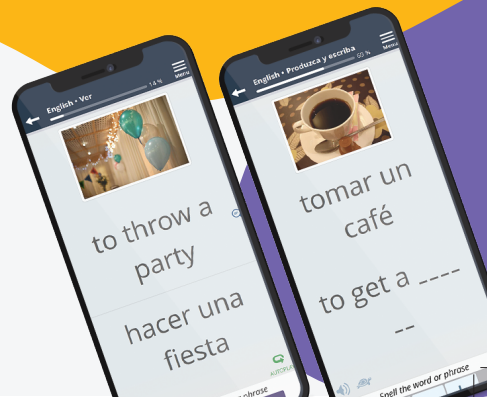 English • Ver
14 %
Menu
to throw a
party
hacer una
fiesta
AUTOPLAY
phrase
English • Produzca y escriba
Menu
tomar un
café
to get a _ _ _ _
_ _
Spell the word or phrase